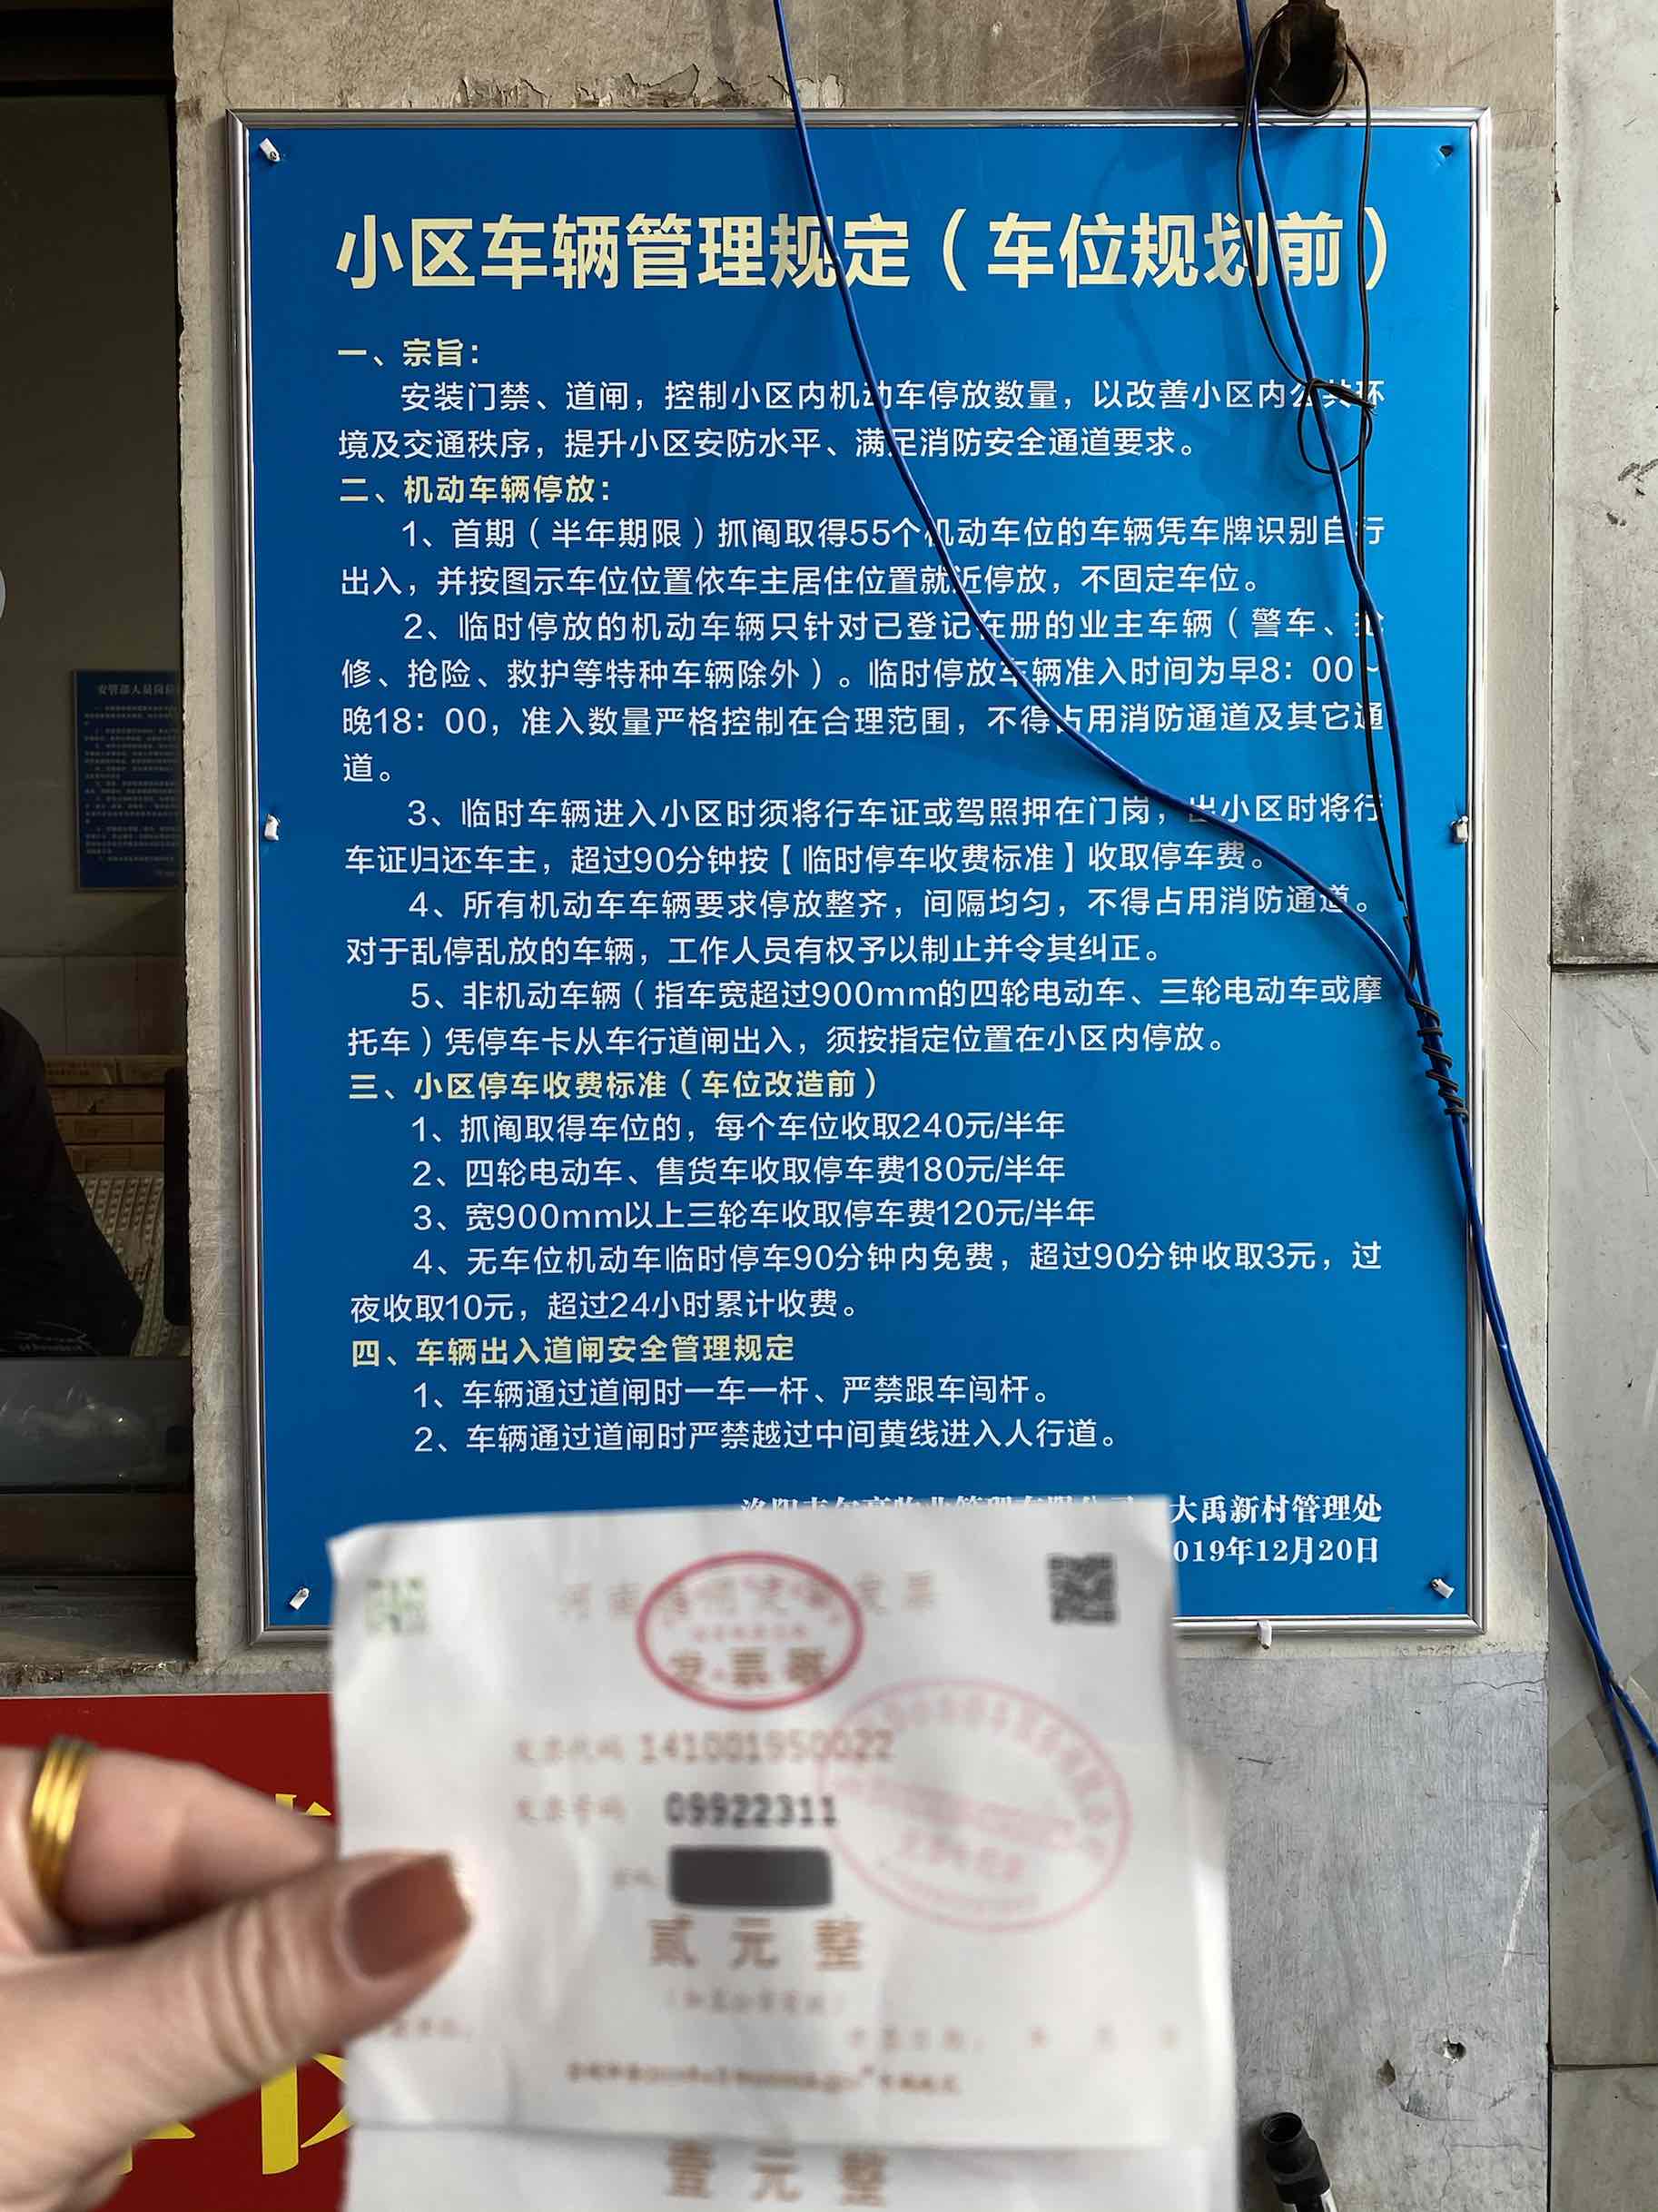 小区车辆管理规定（车位规划前）
一、宗旨：
安装门禁、道闸，控制小区内机动车停放数量，以改善小区内公共环
境及交通秩序，提升小区安防水平、满足消防安全通道要求。
二、机动车辆停放：
1、首期（半年期限）抓阄取得55个机动车位的车辆凭车牌识别自行
出入，并按图示车位位置依车主居住位置就近停放，不固定车位。
2、临时停放的机动车辆只针对已登记在册的业主车辆（警车、抢
修、抢险、救护等特种车辆除外）。临时停放车辆准入时间为早8：00～
晚18：00，准入数量严格控制在合理范围，不得占用消防通道及其它通
道。
3、临时车辆进入小区时须将行车证或驾照押在门岗，出小区时将行
车证归还车主，超过90分钟按【临时停车收费标准】收取停车费。
4、所有机动车车辆要求停放整齐，间隔均匀，不得占用消防通道。
对于乱停乱放的车辆，工作人员有权予以制止并令其纠正。
5、非机动车辆（指车宽超过900mm的四轮电动车、三轮电动车或摩
托车）凭停车卡从车行道闸出入，须按指定位置在小区内停放。
三、小区停车收费标准（车位改造前）
1、抓阄取得车位的，每个车位收取240元/半年
2、四轮电动车、售货车收取停车费180元/半年
3、宽900mm以上三轮车收取停车费120元/半年
4、无车位机动车临时停车90分钟内免费，超过90分钟收取3元，过
夜收取10元，超过24小时累计收费。
四、车辆出入道闸安全管理规定
1、车辆通过道闸时一车一杆、严禁跟车闯杆。
2、车辆通过道闸时严禁越过中间黄线进入人行道。
大禹新村管理处
019年12月20日
发票
发票代码 141001950022
发票号码 09922311
贰元整
壹元整